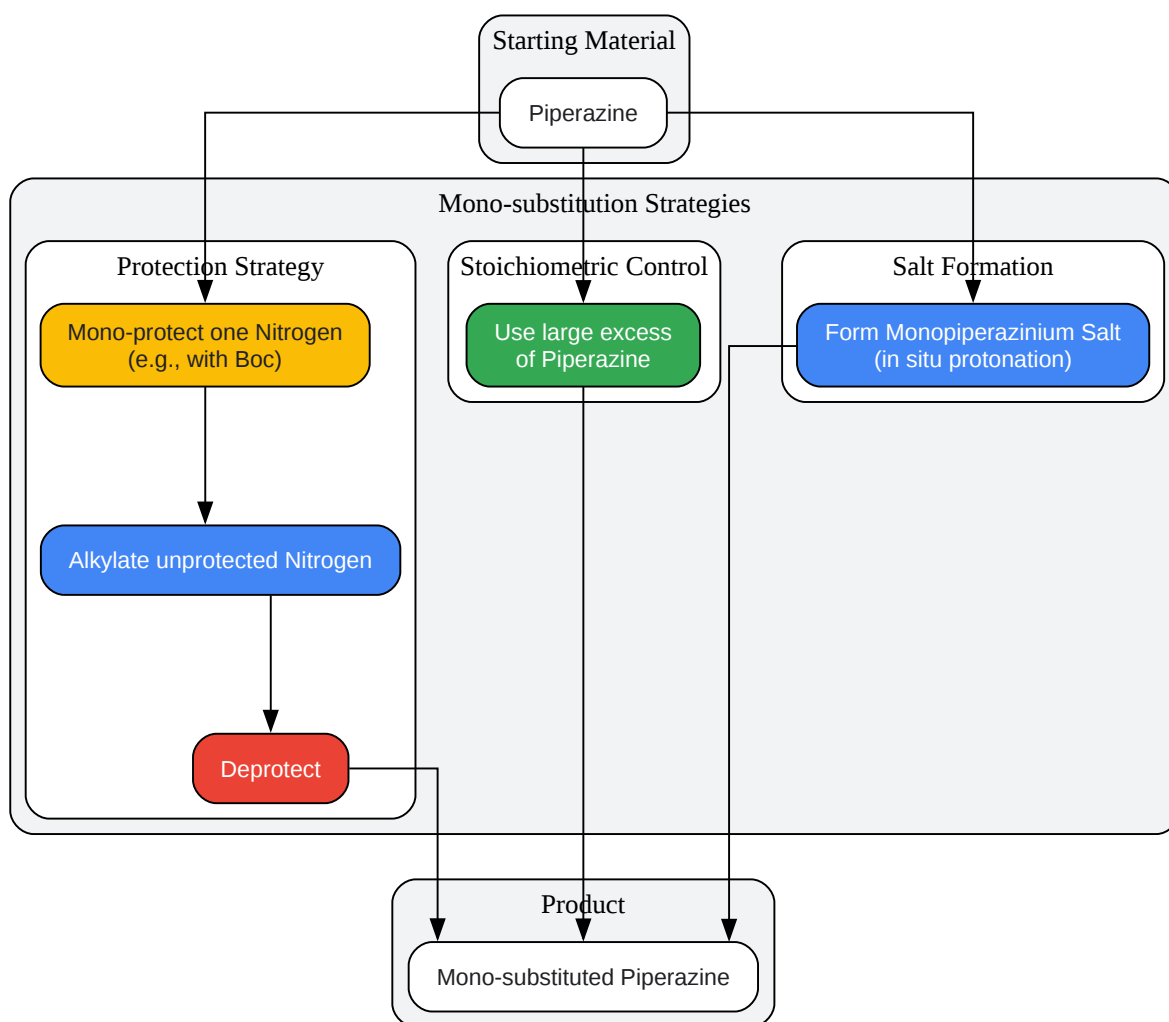 Starting Material
Piperazine
Mono-substitution Strategies
Protection Strategy
Stoichiometric Control
Salt Formation
Mono-protect one Nitrogen
(e.g., with Boc)
Use large excess
of Piperazine
Form Monopiperazinium Salt
(in situ protonation)
Alkylate unprotected Nitrogen
Deprotect
Product
Mono-substituted Piperazine